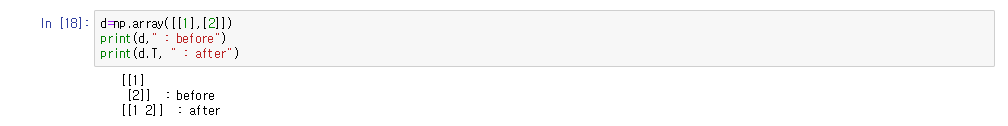 In [18]: d=np.array([[1],[2]])
print(d," : before")
print(d.T, " : after")
[[1]
 [2]]  : before
[[1 2]]  : after